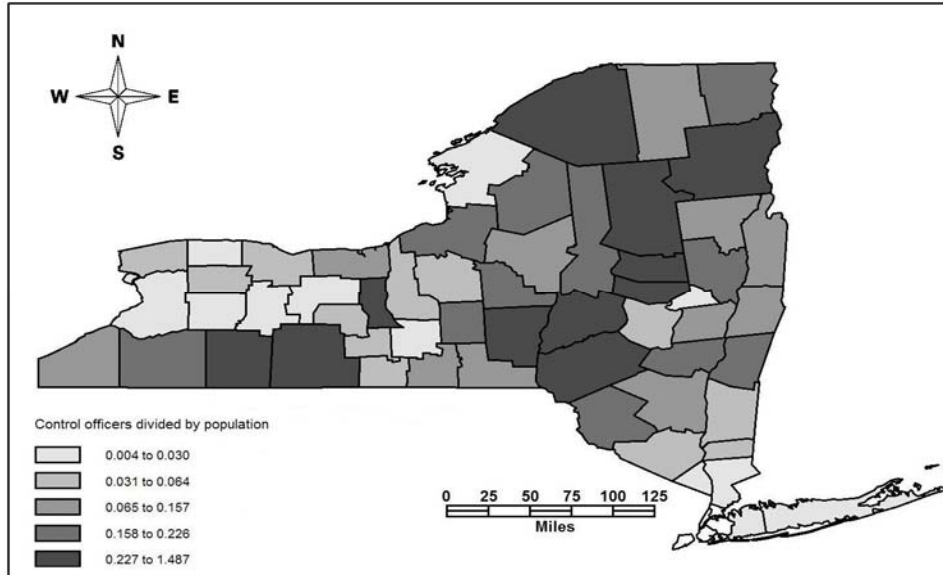 N
W E
S
Control officers divided by population
0.004 to 0.030
0.031 to 0.064
0.065 to 0.157
0.158 to 0.226
0.227 to 1.487
0 25 50 75 100 125
Miles